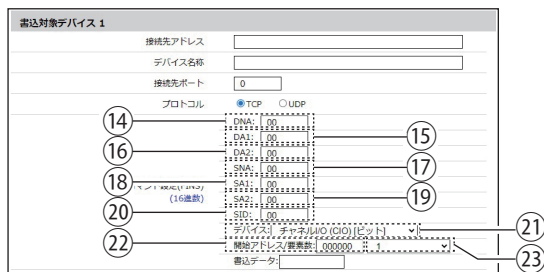 書込対象デバイス 1
接続先アドレス
デバイス名称
接続先ポート 0
プロトコル TCP UDP
⑭ DNA: 00
DA1: 00 ⑮
⑯ DA2: 00
SNA: 00 ⑰
⑱ SA1: 00
(FINS)
(16進数) SA2: 00 ⑲
⑳ SID: 00
デバイス: チャネルI/O (CIO) [ビット] ㉑
㉒ 開始アドレス/要素数: 000000 1 ㉓
書込データ: